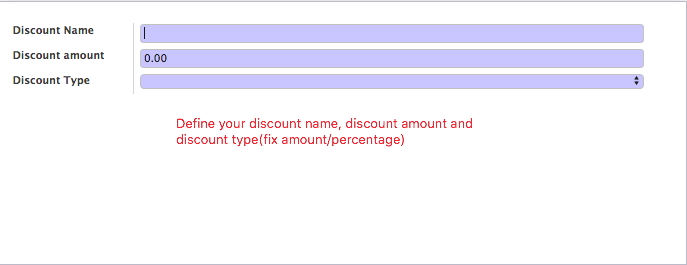 Discount Name
Discount amount 0.00
Discount Type
Define your discount name, discount amount and
discount type(fix amount/percentage)